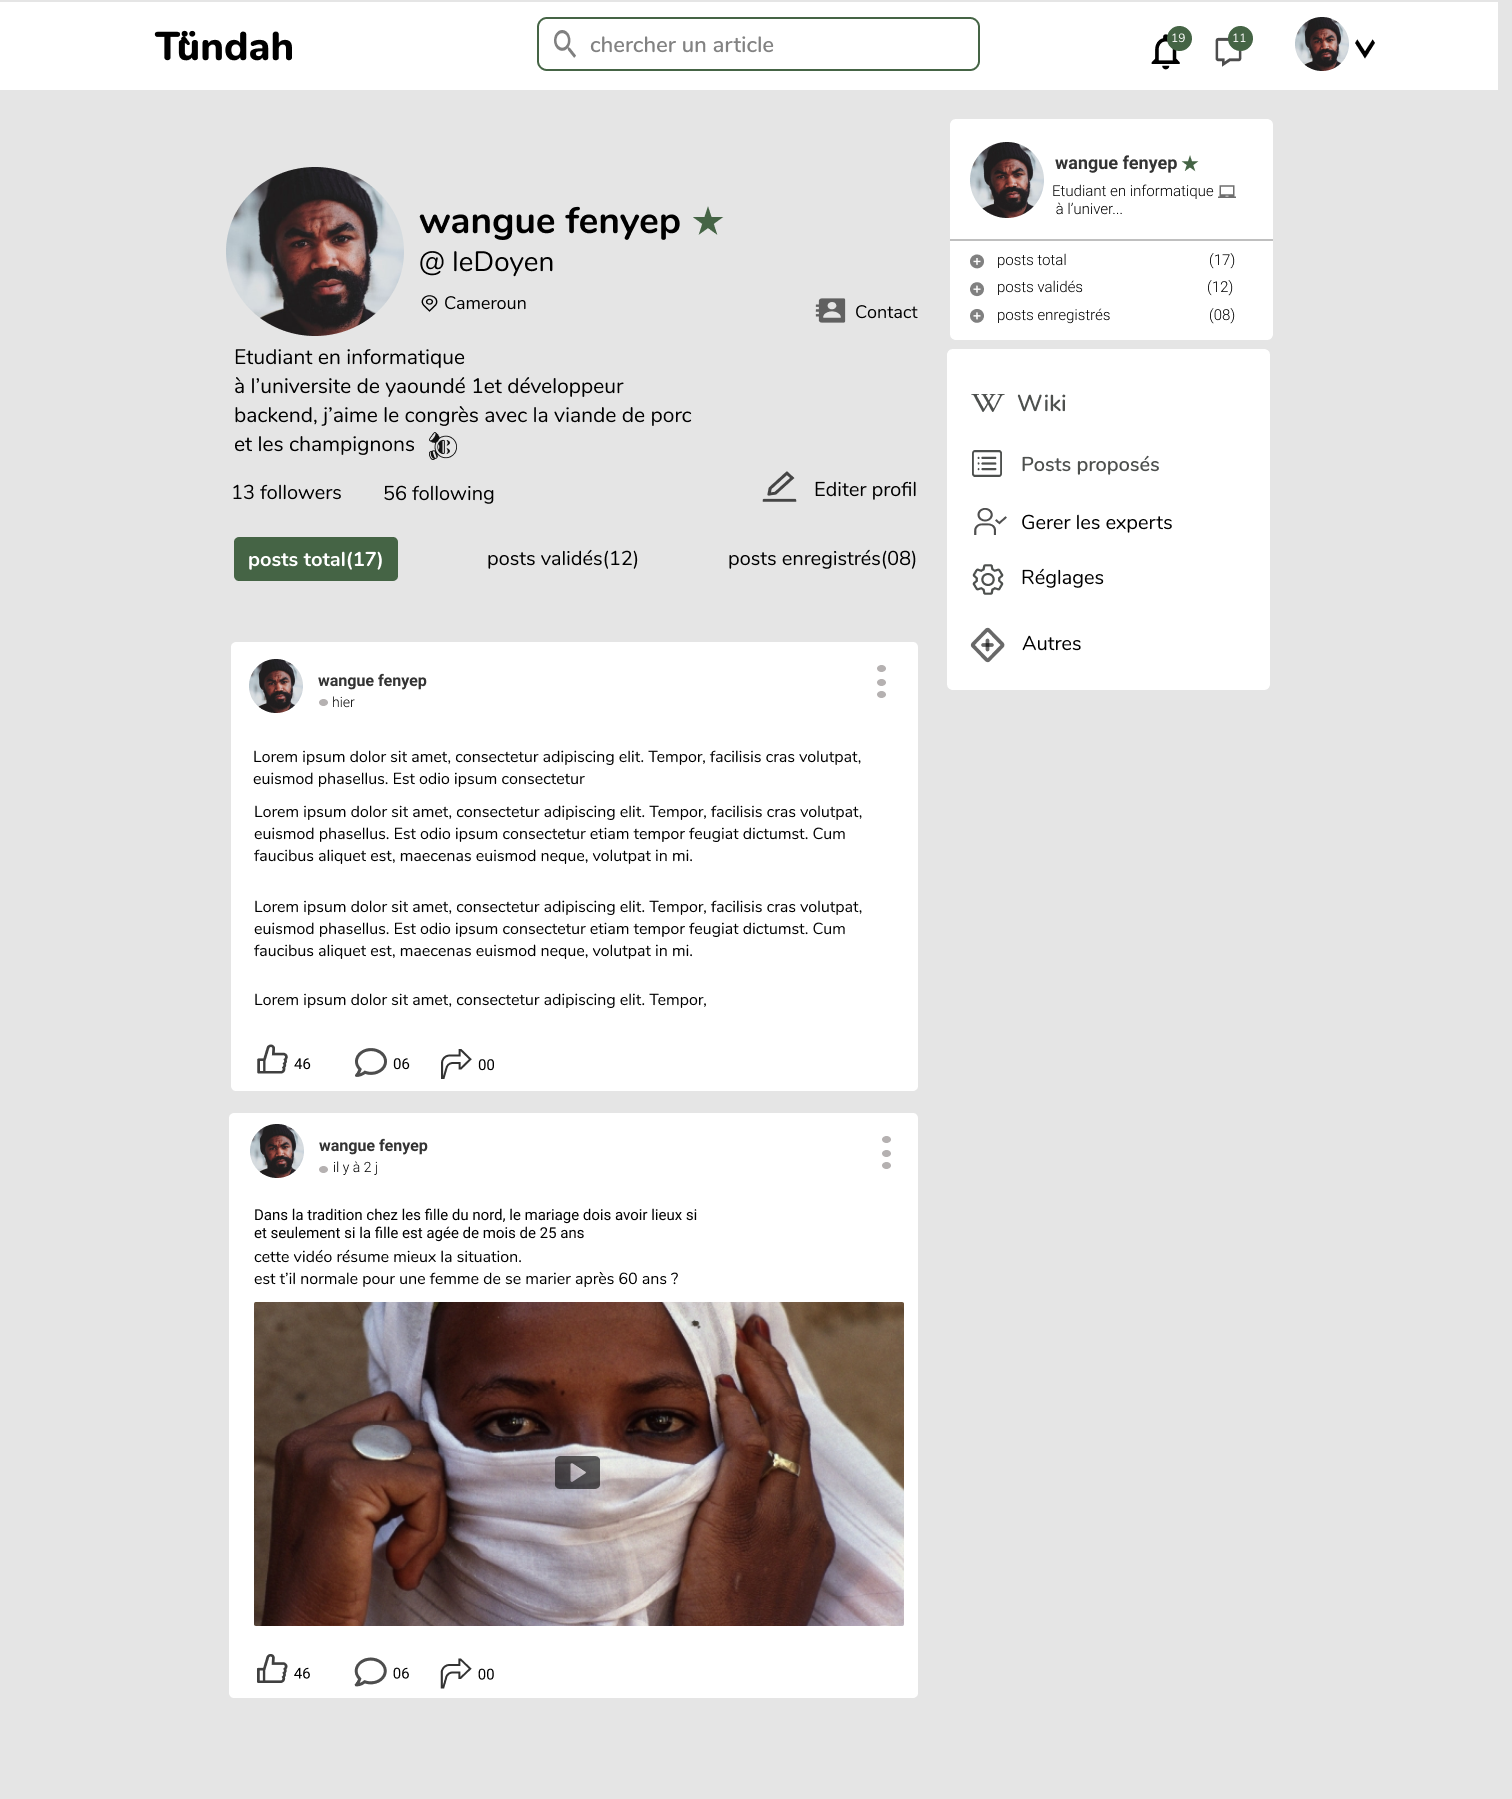 Tündah
chercher un article
19
11
wangue fenyep
@ leDoyen
Cameroun
Contact
Etudiant en informatique
à l’universite de yaoundé 1et développeur
backend, j’aime le congrès avec la viande de porc
et les champignons
13 followers
56 following
Editer profil
posts total(17)
posts validés(12)
posts enregistrés(08)
wangue fenyep
Etudiant en informatique
à l’univer...
posts total (17)
posts validés (12)
posts enregistrés (08)
W Wiki
Posts proposés
Gerer les experts
Réglages
Autres
wangue fenyep
hier
Lorem ipsum dolor sit amet, consectetur adipiscing elit. Tempor, facilisis cras volutpat,
euismod phasellus. Est odio ipsum consectetur
Lorem ipsum dolor sit amet, consectetur adipiscing elit. Tempor, facilisis cras volutpat,
euismod phasellus. Est odio ipsum consectetur etiam tempor feugiat dictumst. Cum
faucibus aliquet est, maecenas euismod neque, volutpat in mi.
Lorem ipsum dolor sit amet, consectetur adipiscing elit. Tempor, facilisis cras volutpat,
euismod phasellus. Est odio ipsum consectetur etiam tempor feugiat dictumst. Cum
faucibus aliquet est, maecenas euismod neque, volutpat in mi.
Lorem ipsum dolor sit amet, consectetur adipiscing elit. Tempor,
46
06
00
wangue fenyep
il y à 2 j
Dans la tradition chez les fille du nord, le mariage dois avoir lieux si
et seulement si la fille est agée de mois de 25 ans
cette vidéo résume mieux la situation.
est t’il normale pour une femme de se marier après 60 ans ?
46
06
00